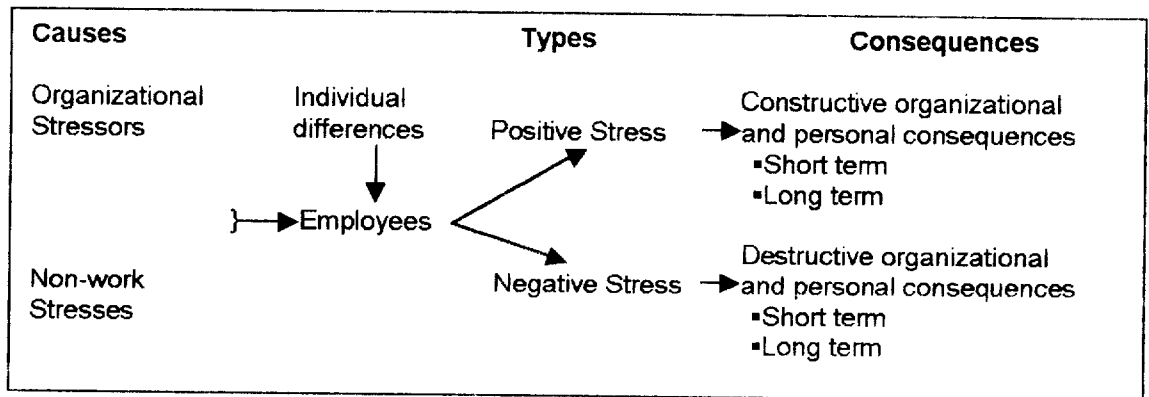 Causes
Types
Consequences
Organizational
Stressors
Individual
differences
Positive Stress
Constructive organizational
and personal consequences
▪Short term
▪Long term
}
Employees
Non-work
Stresses
Negative Stress
Destructive organizational
and personal consequences
▪Short term
▪Long term